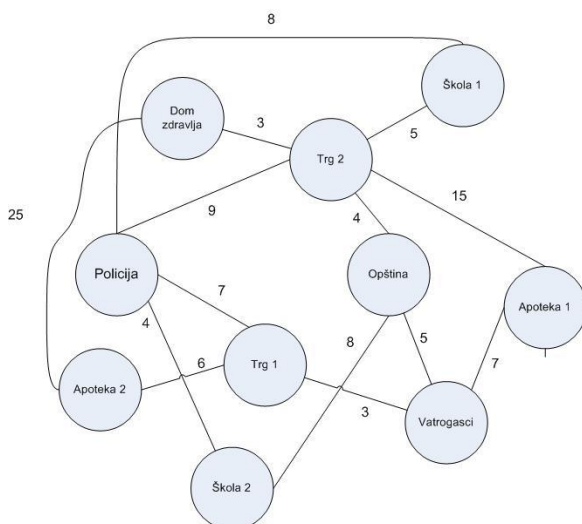 8
Škola 1
Dom
zdravlja
3
5
Trg 2
25
9
4
15
Policija
Opština
Apoteka 1
7
4
8
5
7
6
Trg 1
Apoteka 2
3
Vatrogasci
Škola 2